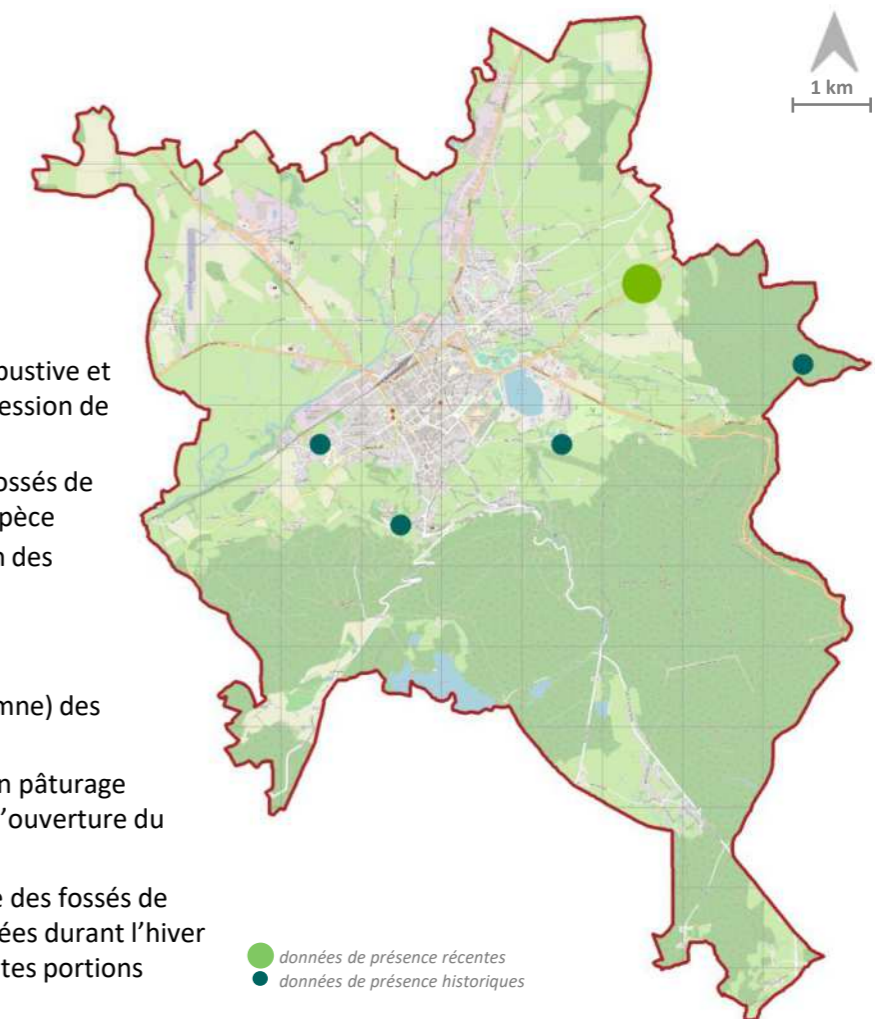 1 km
bustive et
ession de
ossés de
pèce
n des
mne) des
n pâturage
'ouverture du
e des fossés de
ées durant l'hiver
tes portions
données de présence récentes
données de présence historiques